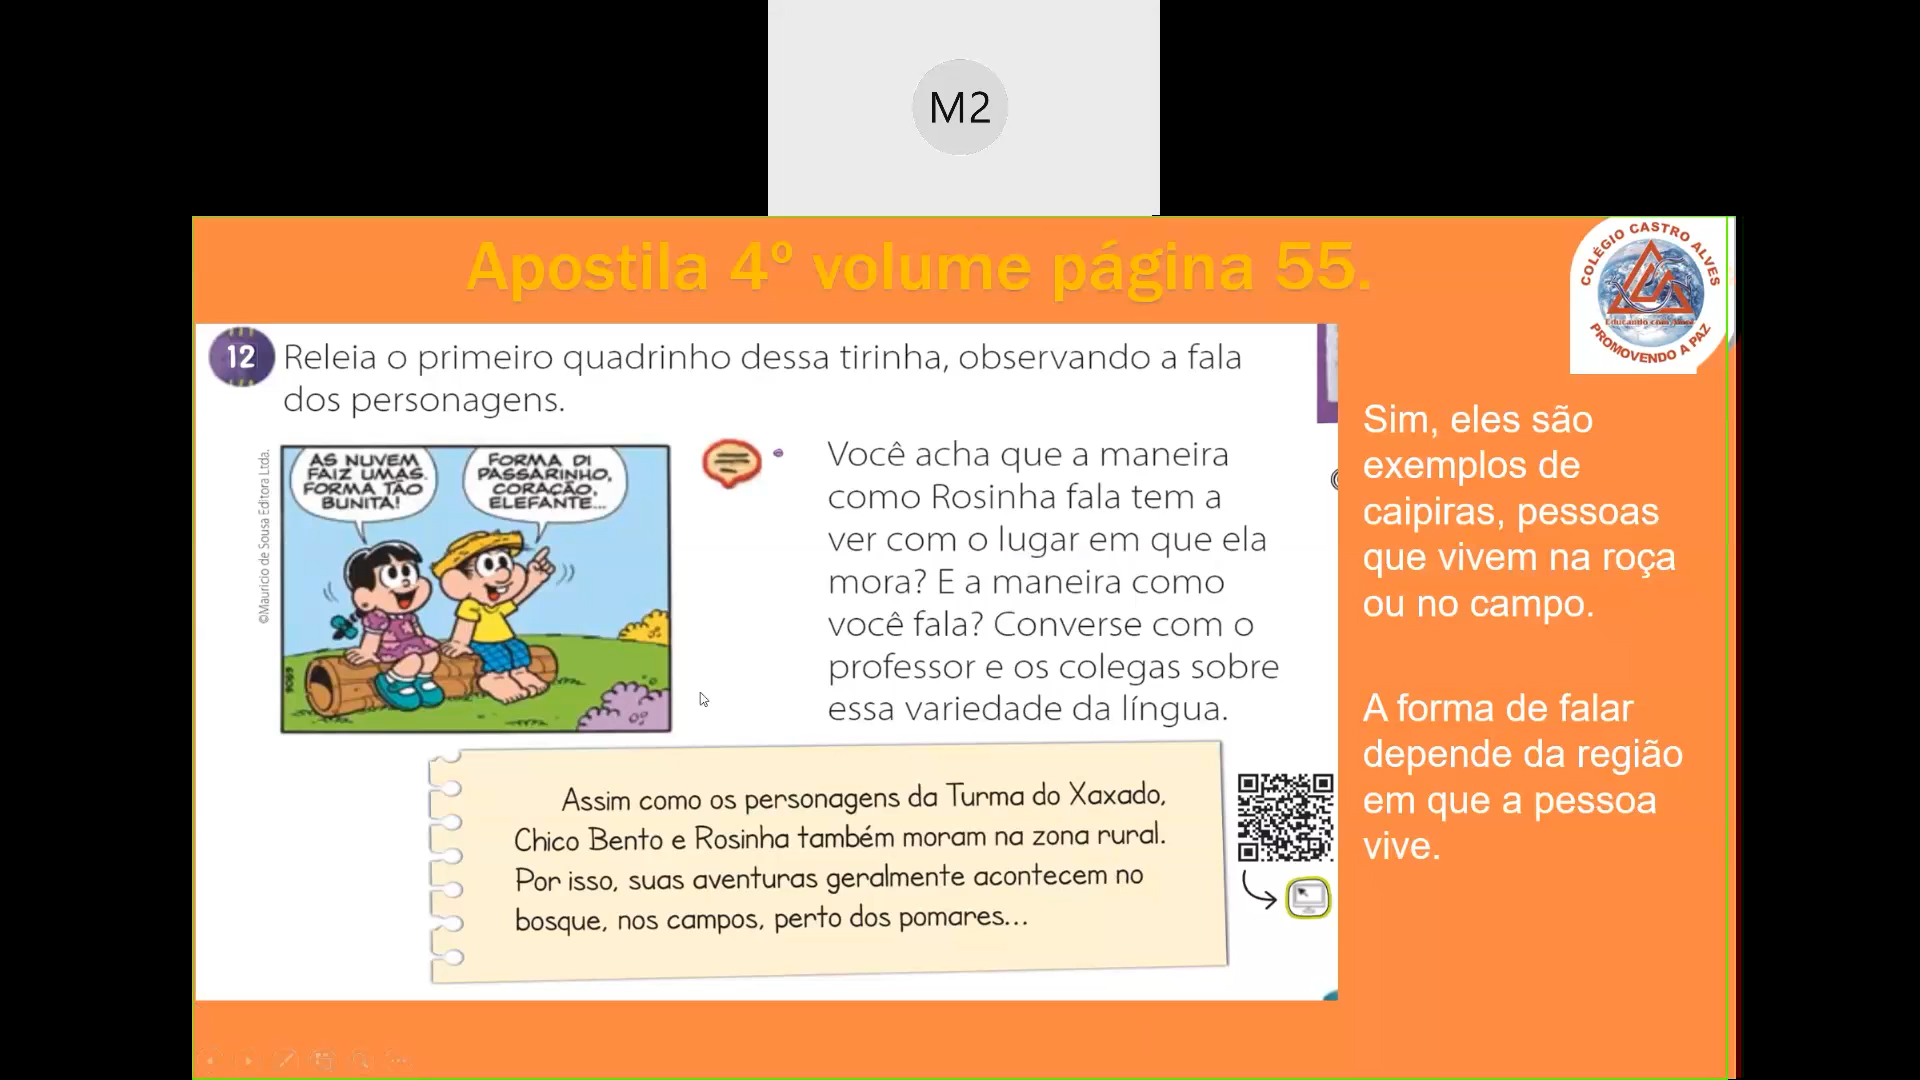 M2
Apostila 4º volume página 55.
COLÉGIO CASTRO ALVES
Educando com Amor
PROMOVENDO A PAZ
12
Releia o primeiro quadrinho dessa tirinha, observando a fala
dos personagens.
©Mauricio de Sousa Editora Ltda.
AS NUVEM
FAIZ UMAS
FORMA TÃO
BUNITA!
FORMA DI
PASSARINHO,
CORAÇÃO,
ELEFANTE...
6906
Você acha que a maneira
como Rosinha fala tem a
ver com o lugar em que ela
mora? E a maneira como
você fala? Converse com o
professor e os colegas sobre
essa variedade da língua.
Assim como os personagens da Turma do Xaxado,
Chico Bento e Rosinha também moram na zona rural.
Por isso, suas aventuras geralmente acontecem no
bosque, nos campos, perto dos pomares...
Sim, eles são
exemplos de
caipiras, pessoas
que vivem na roça
ou no campo.
A forma de falar
depende da região
em que a pessoa
vive.